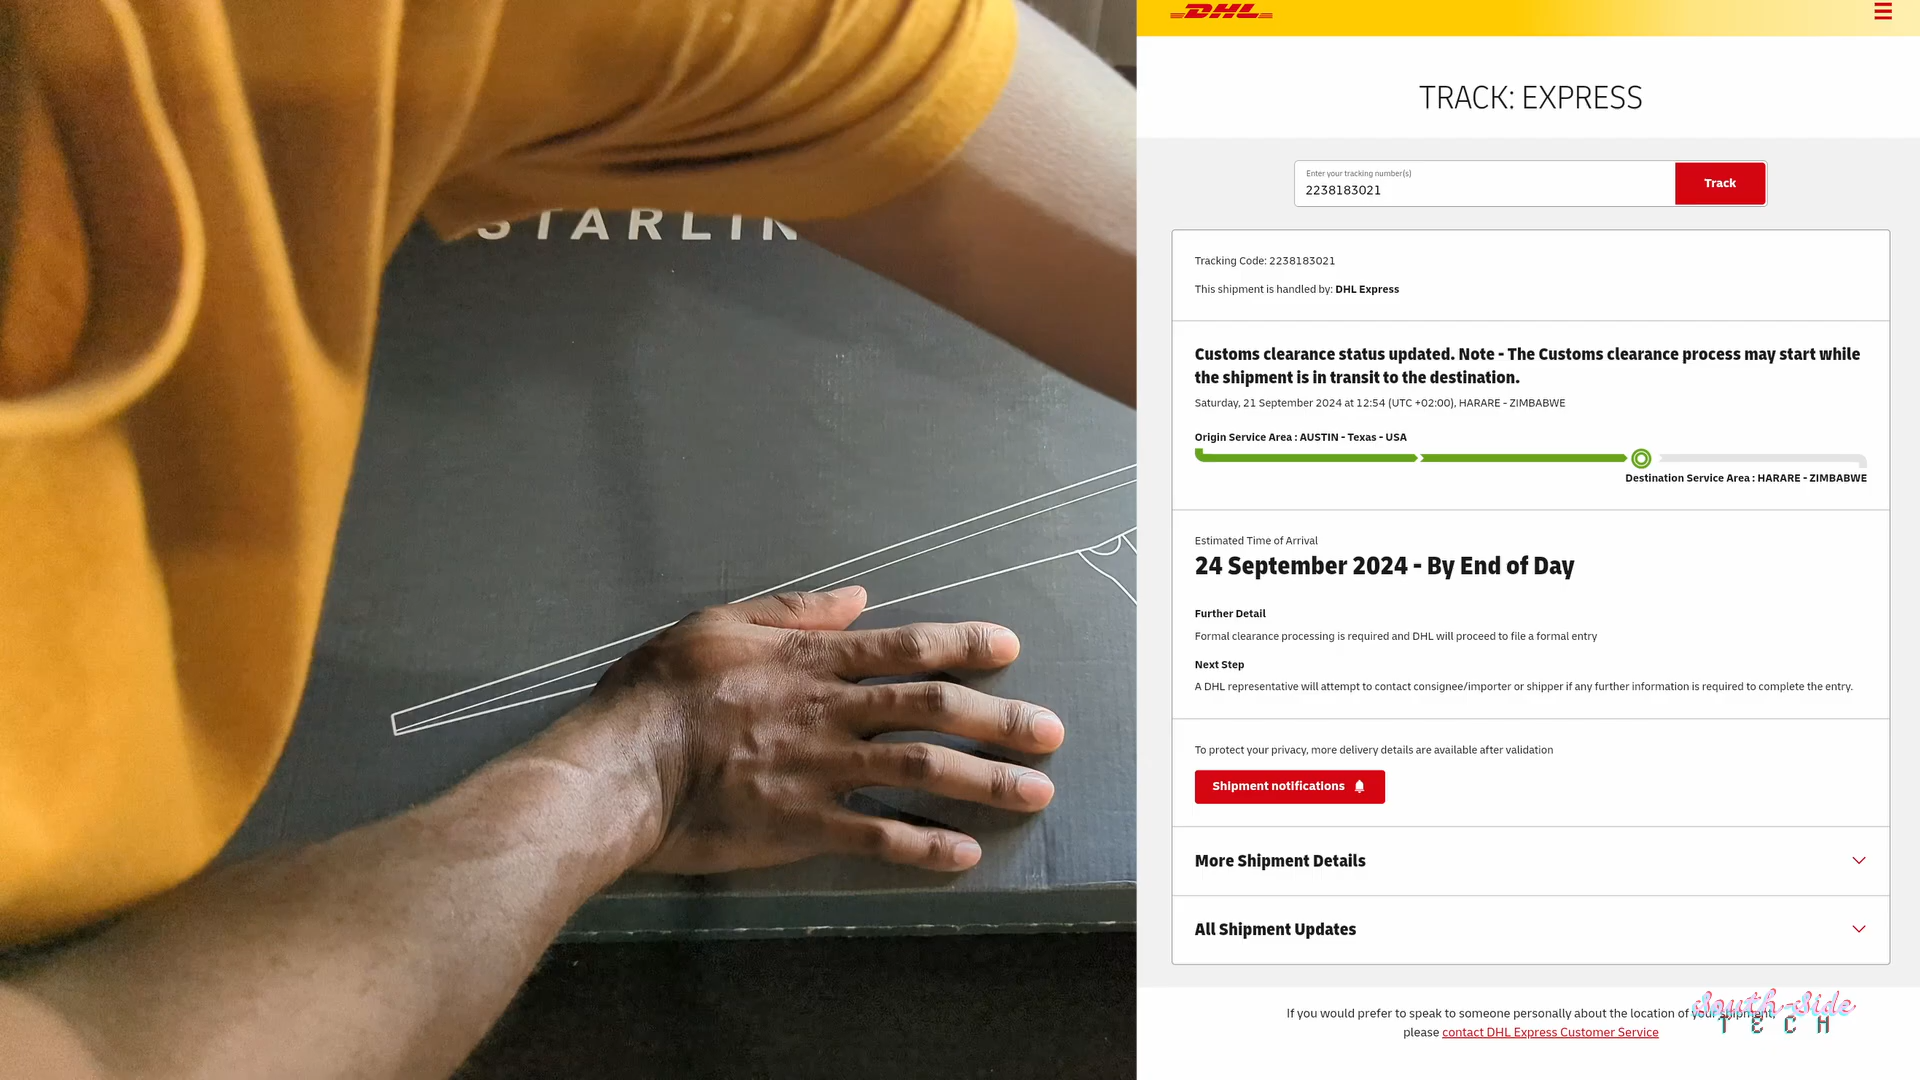 STARLIN
DHL
TRACK: EXPRESS
Enter your tracking number(s)
2238183021
Track
Tracking Code: 2238183021
This shipment is handled by: DHL Express
Customs clearance status updated. Note - The Customs clearance process may start while
the shipment is in transit to the destination.
Saturday, 21 September 2024 at 12:54 (UTC +02:00), HARARE - ZIMBABWE
Origin Service Area : AUSTIN - Texas - USA
Destination Service Area : HARARE - ZIMBABWE
Estimated Time of Arrival
24 September 2024 - By End of Day
Further Detail
Formal clearance processing is required and DHL will proceed to file a formal entry
Next Step
A DHL representative will attempt to contact consignee/importer or shipper if any further information is required to complete the entry.
To protect your privacy, more delivery details are available after validation
Shipment notifications
More Shipment Details
All Shipment Updates
If you would prefer to speak to someone personally about the location of your shipment,
please contact DHL Express Customer Service
South-Side
TECH